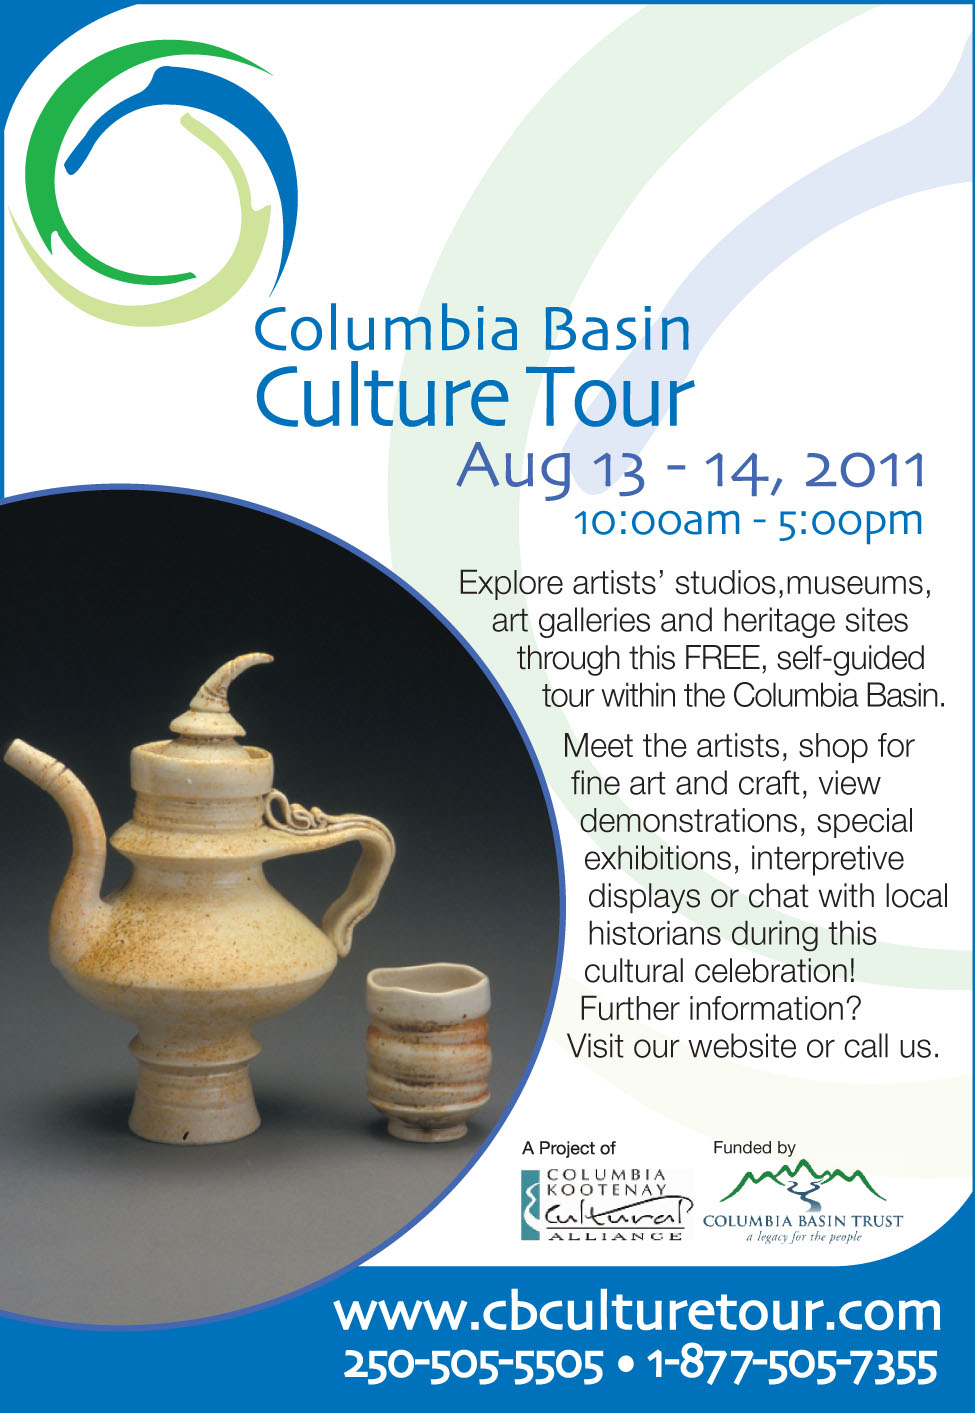 Columbia Basin
Culture Tour
Aug 13 - 14, 2011
10:00am - 5:00pm
Explore artists’ studios,museums,
art galleries and heritage sites
through this FREE, self-guided
tour within the Columbia Basin.
Meet the artists, shop for
fine art and craft, view
demonstrations, special
exhibitions, interpretive
displays or chat with local
historians during this
cultural celebration!
Further information?
Visit our website or call us.
A Project of
COLUMBIA
KOOTENAY
Cultural
ALLIANCE
Funded by
COLUMBIA BASIN TRUST
a legacy for the people
www.cbculturetour.com
250-505-5505 • 1-877-505-7355